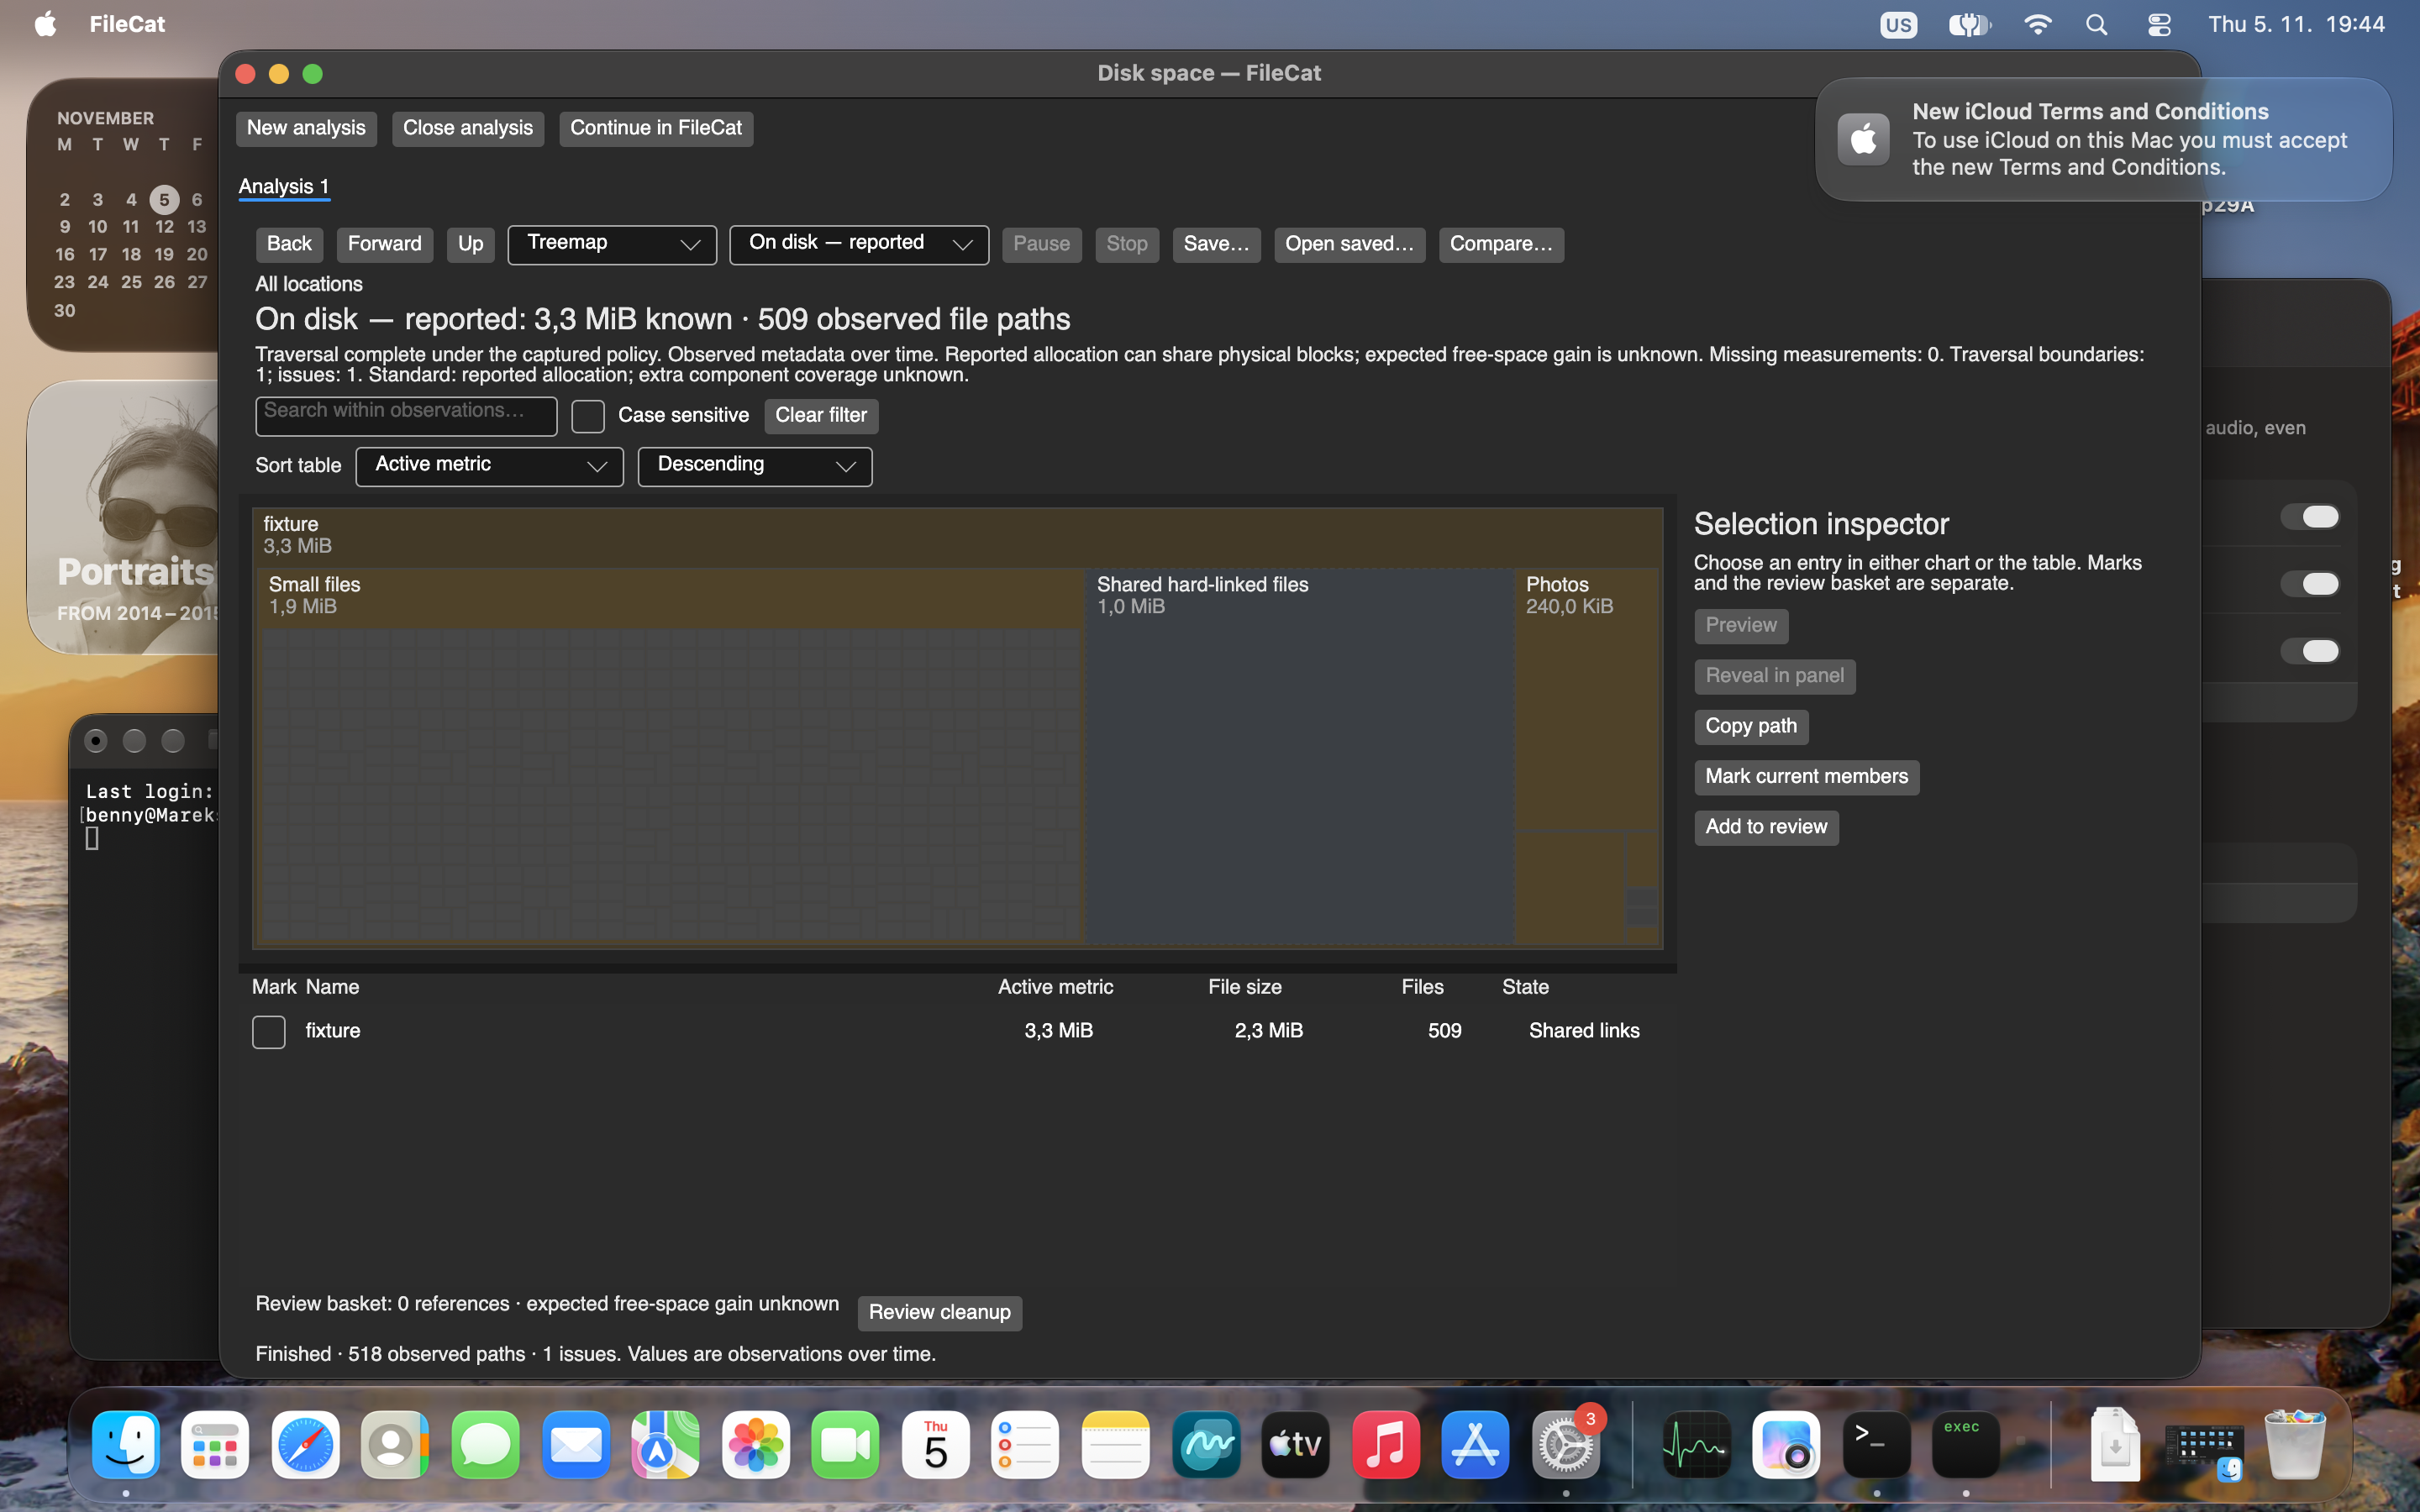 FileCat
US
Thu 5. 11. 19:44
NOVEMBER
M T W T F
2 3 4 5 6
9 10 11 12 13
16 17 18 19 20
23 24 25 26 27
30
Portraits
FROM 2014 – 2015
Last login:
[benny@Mareks
Disk space — FileCat
New analysis
Close analysis
Continue in FileCat
New iCloud Terms and Conditions
To use iCloud on this Mac you must accept
the new Terms and Conditions.
p29A
Analysis 1
Back
Forward
Up
Treemap
On disk — reported
Pause
Stop
Save…
Open saved…
Compare…
All locations
On disk — reported: 3,3 MiB known · 509 observed file paths
Traversal complete under the captured policy. Observed metadata over time. Reported allocation can share physical blocks; expected free-space gain is unknown. Missing measurements: 0. Traversal boundaries:
1; issues: 1. Standard: reported allocation; extra component coverage unknown.
Search within observations…
Case sensitive
Clear filter
Sort table
Active metric
Descending
audio, even
fixture
3,3 MiB
Small files
1,9 MiB
Shared hard-linked files
1,0 MiB
Photos
240,0 KiB
Selection inspector
Choose an entry in either chart or the table. Marks
and the review basket are separate.
Preview
Reveal in panel
Copy path
Mark current members
Add to review
g
t
Mark Name Active metric File size Files State
fixture 3,3 MiB 2,3 MiB 509 Shared links
Review basket: 0 references · expected free-space gain unknown
Review cleanup
Finished · 518 observed paths · 1 issues. Values are observations over time.
Thu
5
tv
3
>_
exec